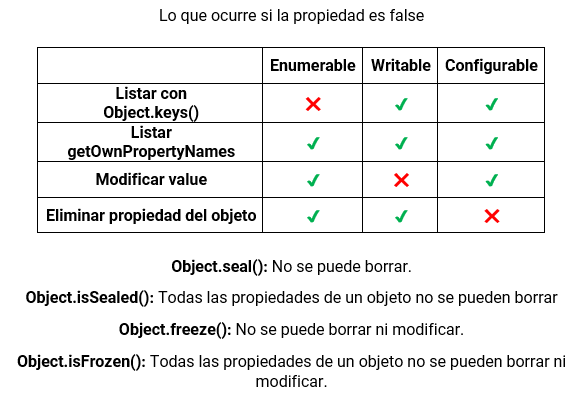 Lo que ocurre si la propiedad es false
Enumerable Writable Configurable
Listar con
Object.keys() ❌ ✔ ✔
Listar
getOwnPropertyNames ✔ ✔ ✔
Modificar value ✔ ❌ ✔
Eliminar propiedad del objeto ✔ ✔ ❌
Object.seal(): No se puede borrar.
Object.isSealed(): Todas las propiedades de un objeto no se pueden borrar
Object.freeze(): No se puede borrar ni modificar.
Object.isFrozen(): Todas las propiedades de un objeto no se pueden borrar ni
modificar.